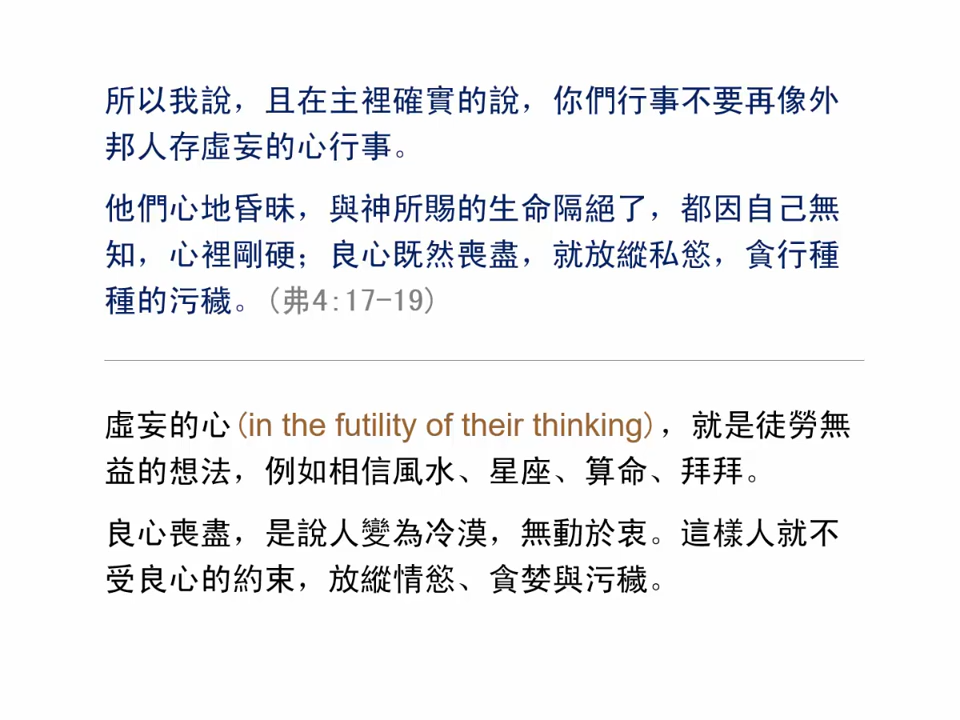 所以我說，且在主裡確實的說，你們行事不要再像外
邦人存虛妄的心行事。
他們心地昏昧，與神所賜的生命隔絕了，都因自己無
知，心裡剛硬；良心既然喪盡，就放縱私慾，貪行種
種的污穢。(弗4:17-19)
虛妄的心(in the futility of their thinking)，就是徒勞無
益的想法，例如相信風水、星座、算命、拜拜。
良心喪盡，是說人變為冷漠，無動於衷。這樣人就不
受良心的約束，放縱情慾、貪婪與污穢。